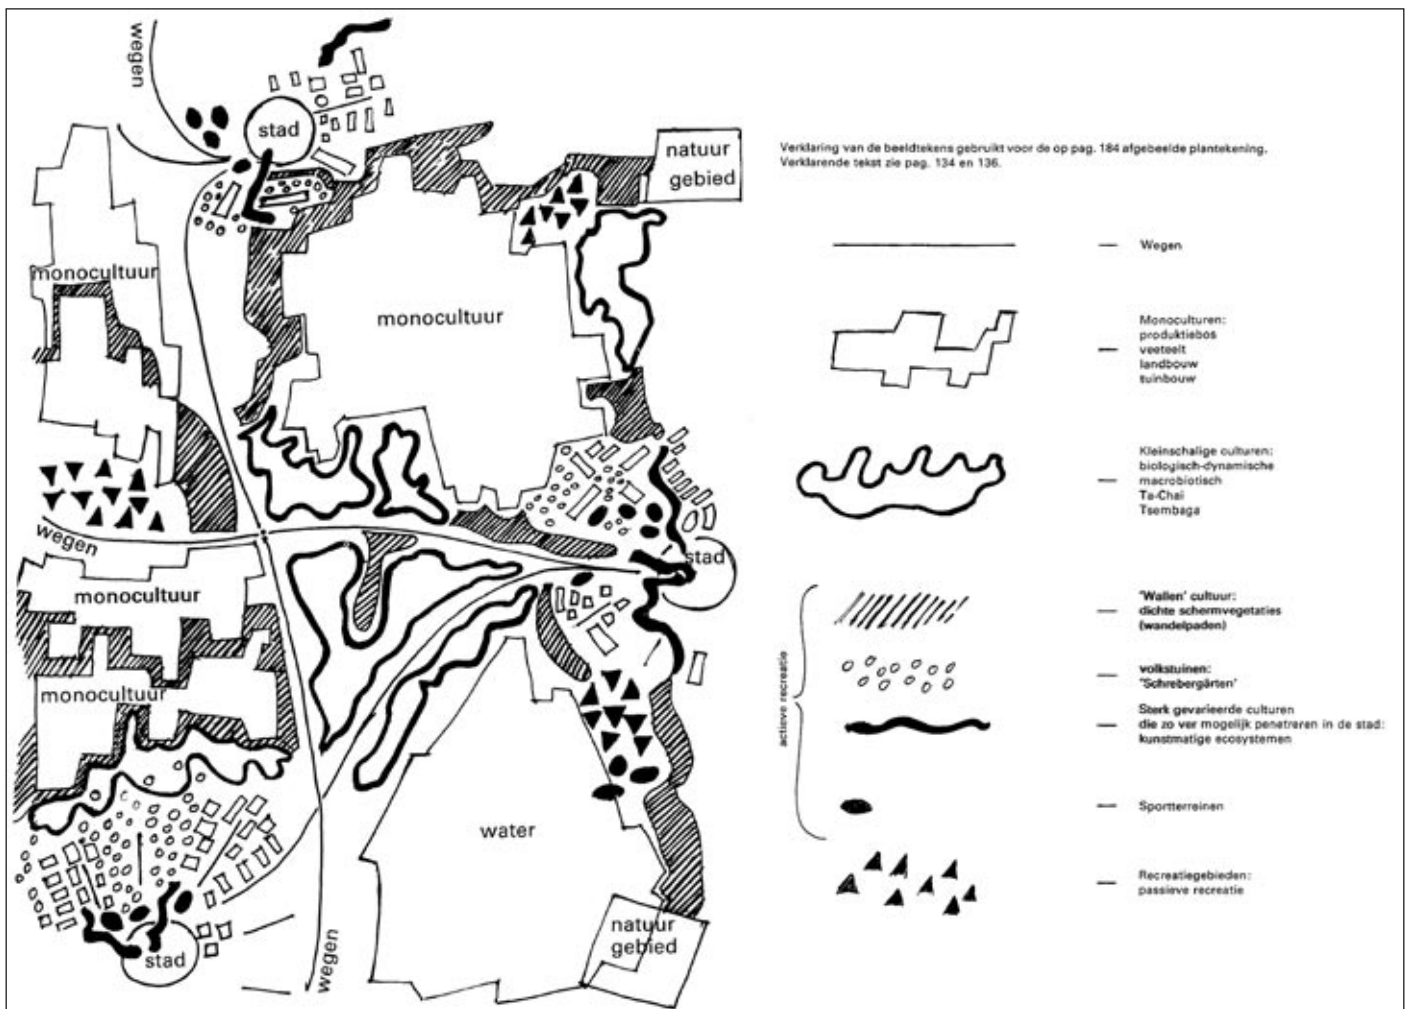 wegen
stad
natuur
gebied
monocultuur
monocultuur
wegen
stad
monocultuur
monocultuur
water
natuur
gebied
stad
wegen
Verklaring van de beeldtekens gebruikt voor de op pag. 184 afgebeelde plantekening.
Verklarende tekst zie pag. 134 en 136.
— Wegen
Monoculturen:
produktiebos
— veeteelt
landbouw
tuinbouw
Kleinschalige culturen:
biologisch-dynamische
— macrobiotisch
Ta-Chai
Tsembaga
actieve recreatie
'Wallen' cultuur:
— dichte schermvegetaties
(wandelpaden)
volkstuinen:
— 'Schrebergärten'
Sterk gevarieerde culturen
— die zo ver mogelijk penetreren in de stad:
kunstmatige ecosystemen
— Sportterreinen
Recreatiegebieden:
— passieve recreatie